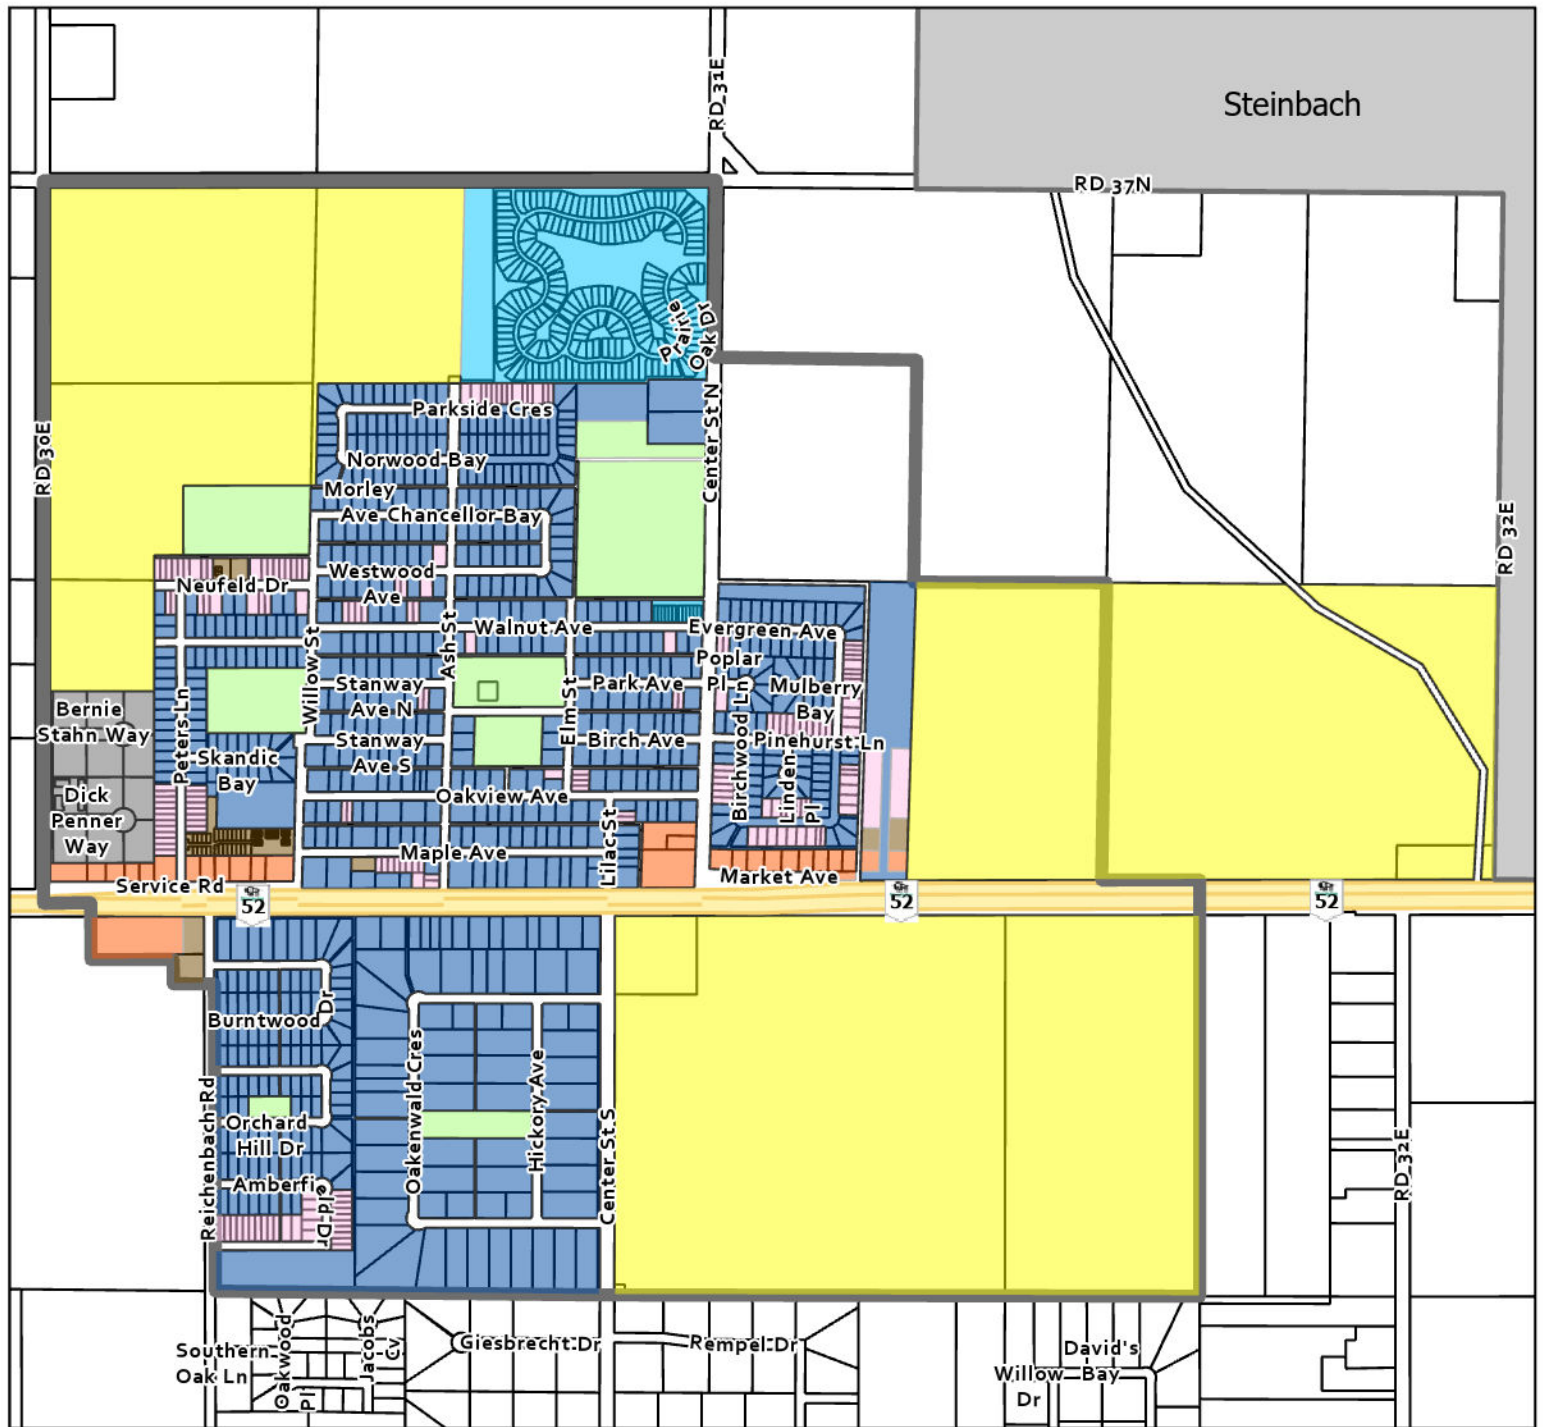 Steinbach
RD 31E
RD 37N
Prairie
Oak Dr
RD 30E
Parkside Cres
Center St N
Norwood Bay
Morley
Ave
Chancellor Bay
RD 32E
Westwood
Ave
Neufeld Dr
Walnut Ave
Evergreen Ave
Ash St
Willow St
Poplar
Pl
Stanway
Ave N
Park Ave
Mulberry
Bay
Elm St
Birchwood Ln
Bernie
Stahn Way
Peters Ln
Stanway
Ave S
Birch Ave
Pinehurst Ln
Skandic
Bay
Linden
Pl
Dick
Penner
Way
Oakview Ave
Lilac St
Maple Ave
Market Ave
Service Rd
52
52
52
Burntwood Dr
Oakenwald Cres
Hickory Ave
Reichenbach Rd
Orchard
Hill Dr
Center St S
RD 32E
Amberfield Dr
Southern
Oak Ln
Oakwood
Pl
Jacobs
Cv
Giesbrecht Dr
Rempel Dr
David's
Willow Bay
Dr